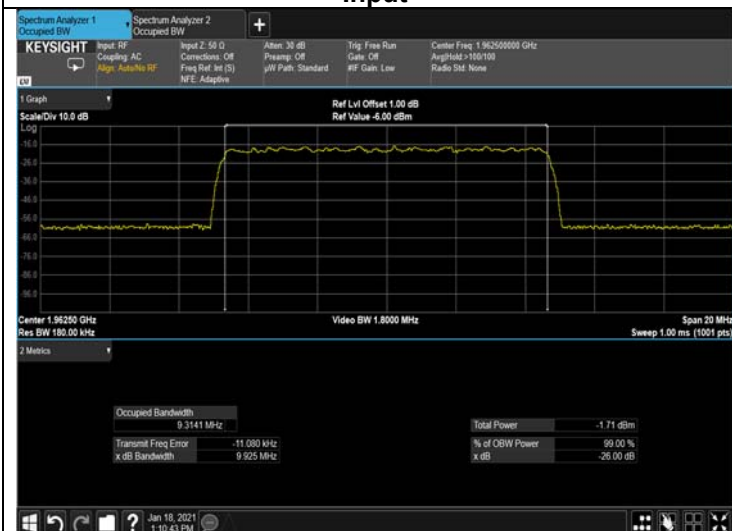 Input
Spectrum Analyzer 1
Occupied BW
Spectrum Analyzer 2
Occupied BW
+
KEYSIGHT
Input: RF
Coupling: AC
Align: Auto/No RF
Input Z: 50 Ω
Corrections: Off
Freq Ref: Int (S)
NFE: Adaptive
Atten: 30 dB
Preamp: Off
µW Path: Standard
Trig: Free Run
Gate: Off
#IF Gain: Low
Center Freq: 1.962500000 GHz
Avg|Hold:>100/100
Radio Std: None
1 Graph
Scale/Div 10.0 dB
Ref Lvl Offset 1.00 dB
Ref Value -6.00 dBm
Log
-16.0
-26.0
-36.0
-46.0
-56.0
-66.0
-76.0
-86.0
-96.0
Center 1.96250 GHz
Res BW 180.00 kHz
Video BW 1.8000 MHz
Span 20 MHz
Sweep 1.00 ms (1001 pts)
2 Metrics
Occupied Bandwidth
9.3141 MHz
Transmit Freq Error -11.080 kHz
x dB Bandwidth 9.925 MHz
Total Power -1.71 dBm
% of OBW Power 99.00 %
x dB -26.00 dB
?
Jan 18, 2021
1:10:43 PM